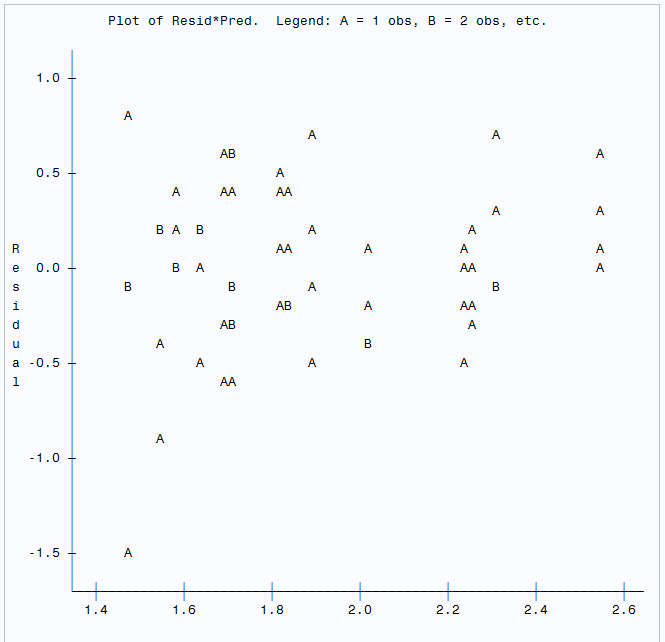 Plot of Resid*Pred.  Legend: A = 1 obs, B = 2 obs, etc.
1.0
A
A A
AB A
0.5 A
A AA AA
A A
B A B A A
R AA A A A
e 0.0 B A AA A
s B B A B
i AB A AA
d AB A
u A B
a -0.5 A A A
l AA
A
-1.0
-1.5 A
1.4 1.6 1.8 2.0 2.2 2.4 2.6